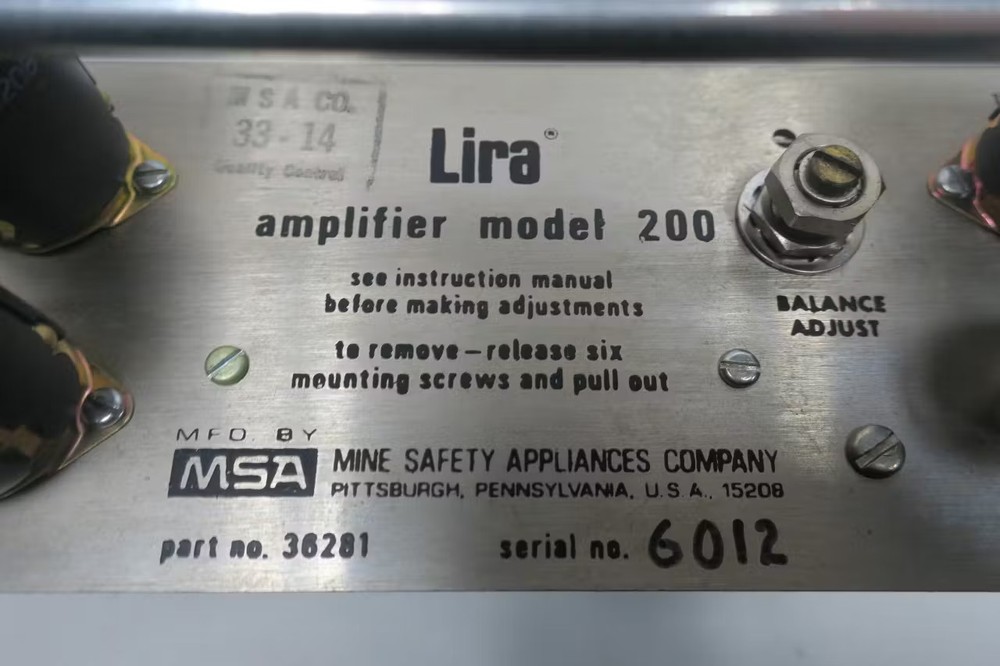 M S A CO.
33-14
Quality Control
Lira®
amplifier model 200
see instruction manual
before making adjustments
BALANCE
ADJUST
to remove – release six
mounting screws and pull out
MFD. BY
MSA MINE SAFETY APPLIANCES COMPANY
PITTSBURGH, PENNSYLVANIA, U.S.A., 15208
part no. 36281 serial no. 6012